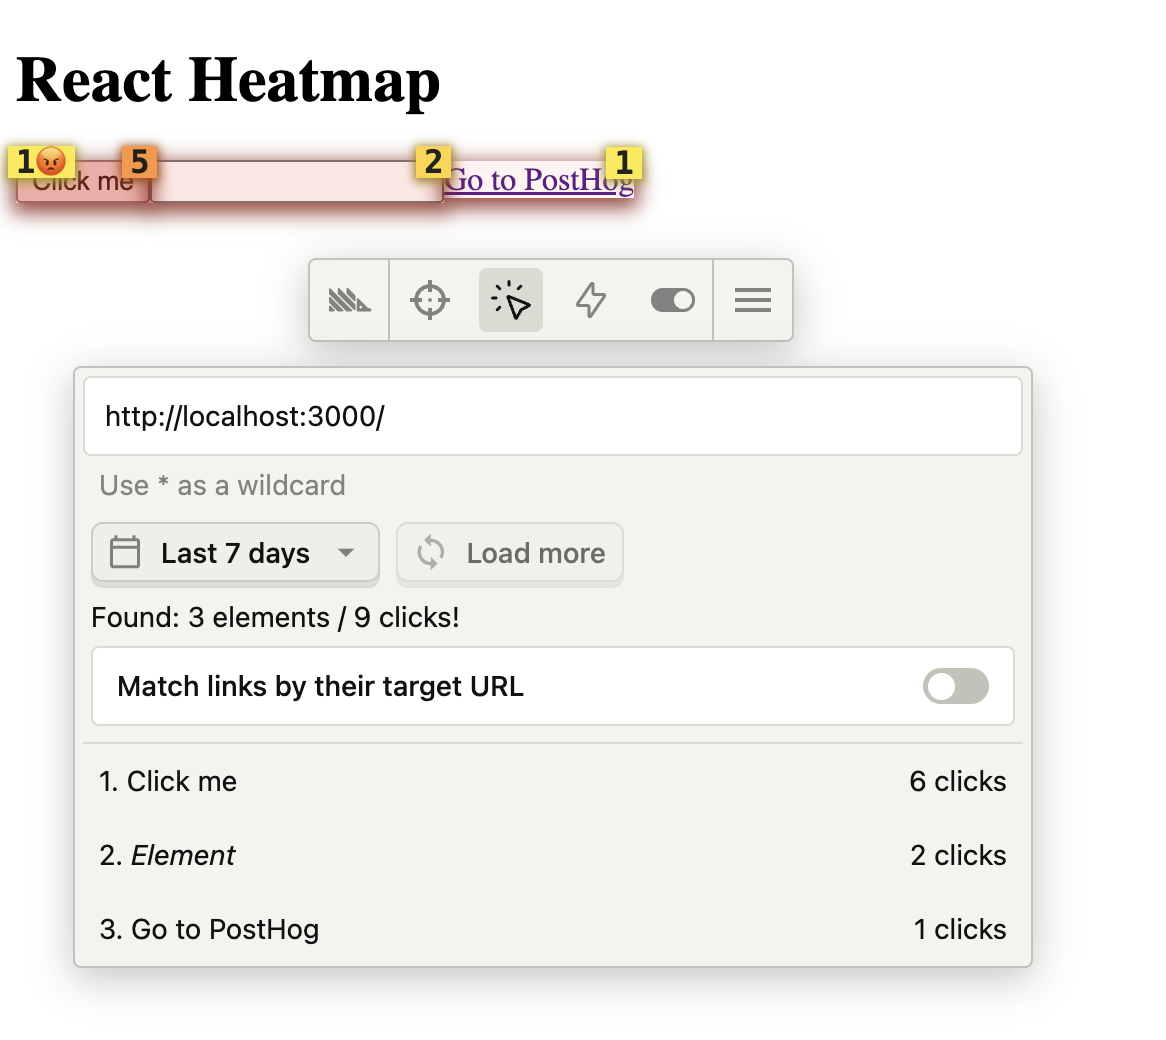 React Heatmap
1😡 5 2 1
Click me Go to PostHog
http://localhost:3000/
Use * as a wildcard
Last 7 days Load more
Found: 3 elements / 9 clicks!
Match links by their target URL
1. Click me 6 clicks
2. Element 2 clicks
3. Go to PostHog 1 clicks